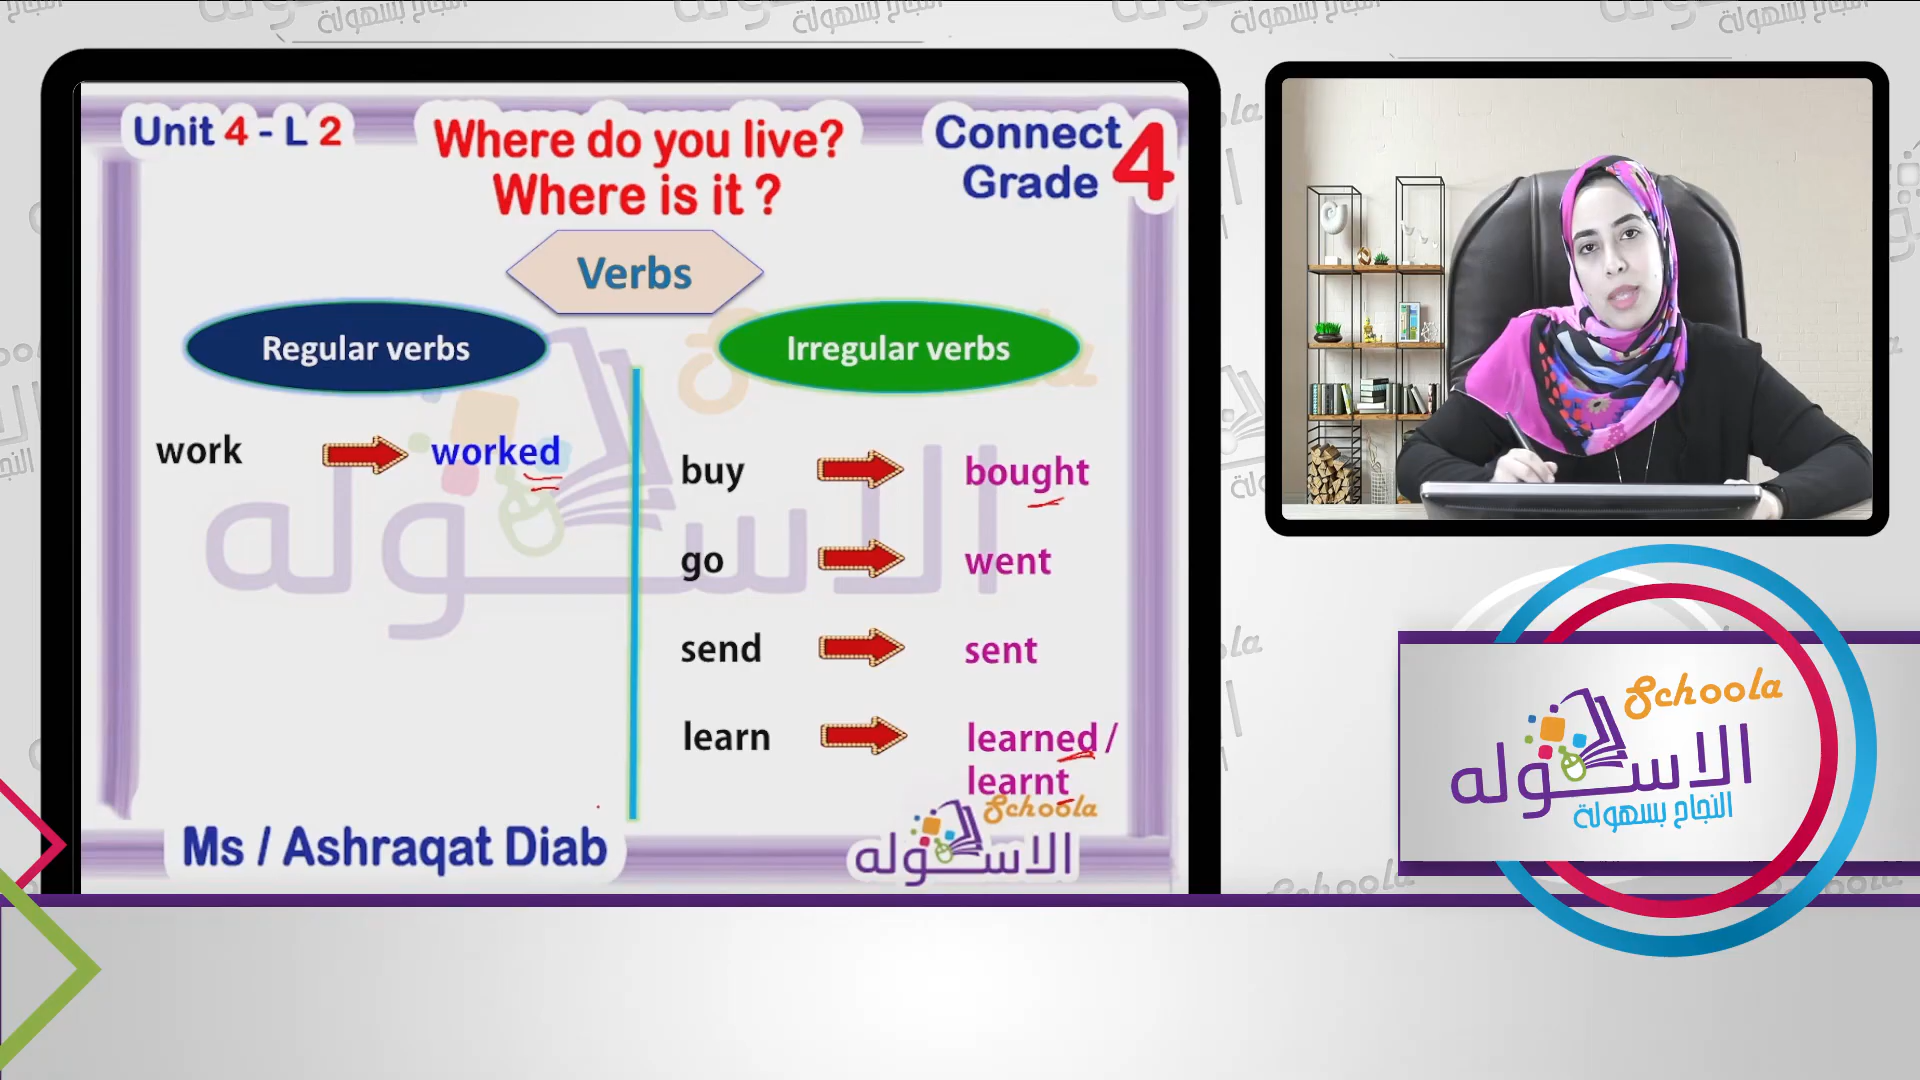 Unit 4 - L 2
Where do you live?
Where is it ?
Connect
Grade 4
Verbs
Regular verbs
Irregular verbs
work
worked
buy
bought
go
went
send
sent
learn
learned /
learnt
Ms / Ashraqat Diab
Schoola
الاسكوله
Schoola
الاسكوله
النجاح بسهولة